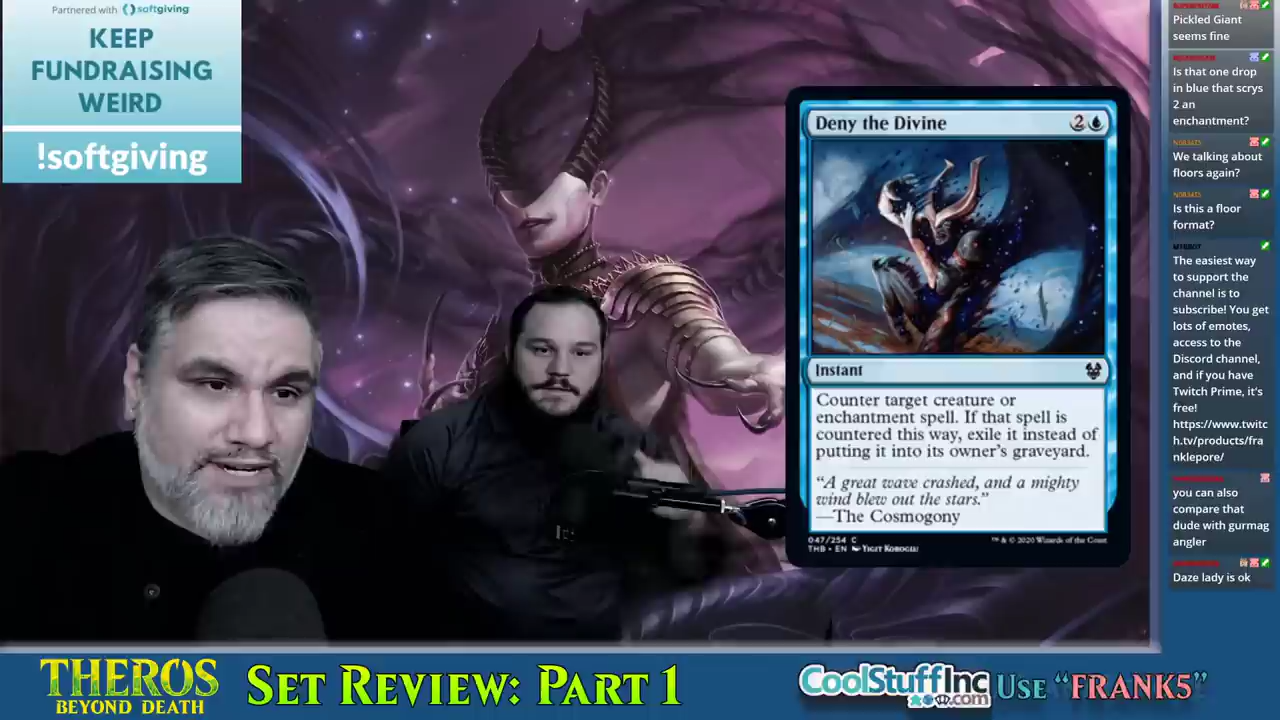 Partnered with softgiving
KEEP
FUNDRAISING
WEIRD
!softgiving
Deny the Divine 2
Instant
Counter target creature or
enchantment spell. If that spell is
countered this way, exile it instead of
putting it into its owner's graveyard.
"A great wave crashed, and a mighty
wind blew out the stars."
—The Cosmogony
047/254 C
THB • EN YIGIT KOROGLU
™ & © 2020 Wizards of the Coast
Pickled Giant
seems fine
Is that one drop
in blue that scrys
2 an
enchantment?
We talking about
floors again?
Is this a floor
format?
The easiest way
to support the
channel is to
subscribe! You get
lots of emotes,
access to the
Discord channel,
and if you have
Twitch Prime, it's
free!
https://www.twitc
h.tv/products/fra
nklepore/
you can also
compare that
dude with gurmag
angler
Daze lady is ok
THEROS
BEYOND DEATH
SET REVIEW: PART 1
CoolStuffInc
.com
USE "FRANK5"